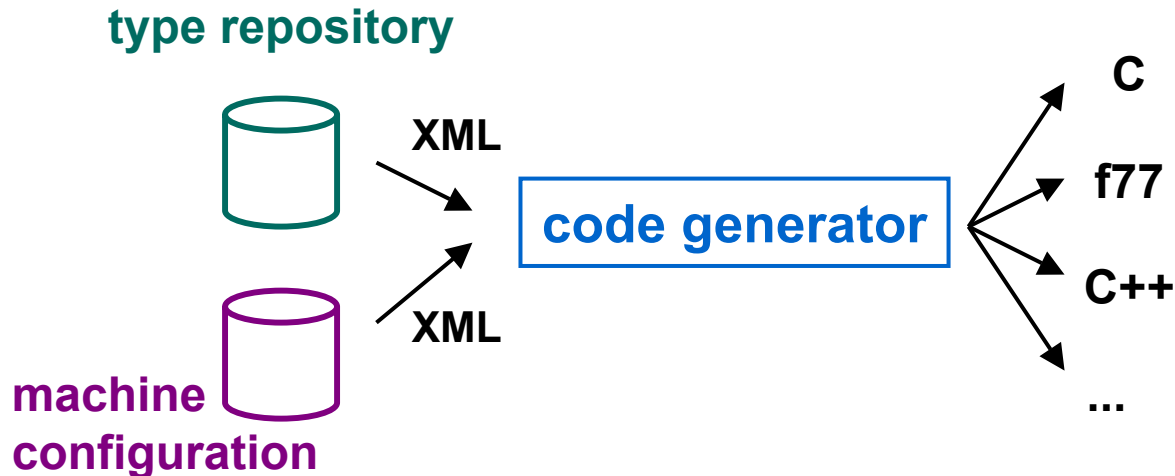 type repository
XML
code generator
XML
machine
configuration
C
f77
C++
...